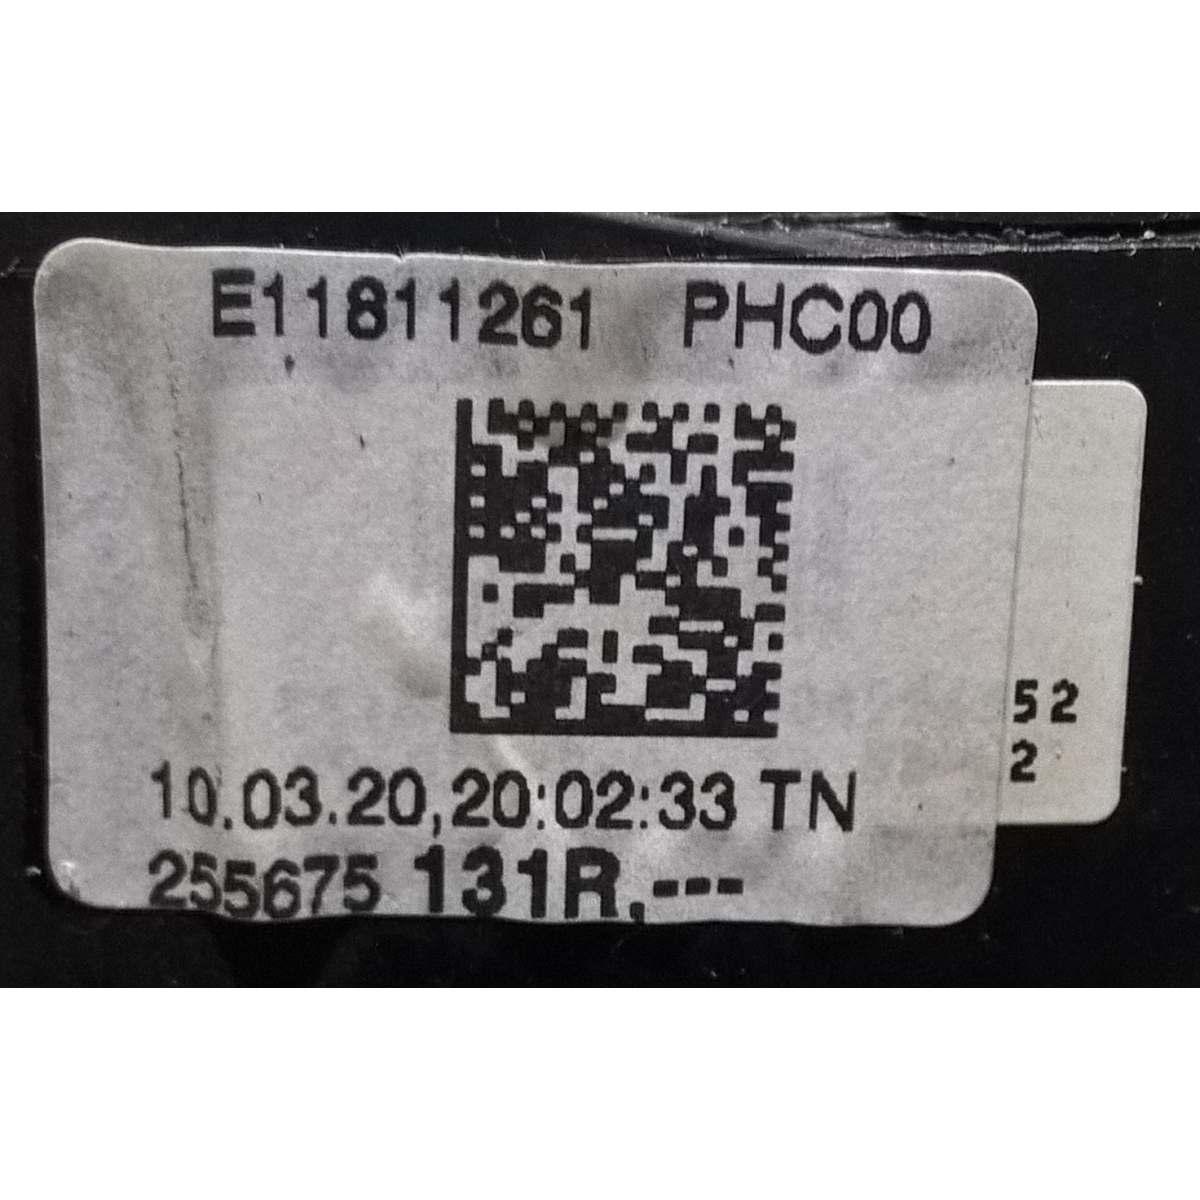 E11811261 PHC00
52
2
10.03.20,20:02:33 TN
255675 131R,---